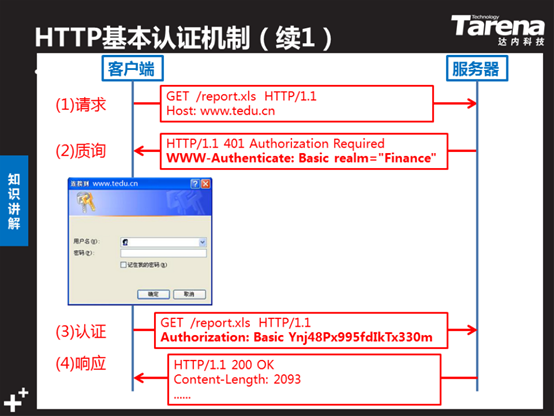 HTTP基本认证机制（续1）
Technology
Tarena
达内科技
客户端
服务器
(1)请求
GET /report.xls HTTP/1.1
Host: www.tedu.cn
(2)质询
HTTP/1.1 401 Authorization Required
WWW-Authenticate: Basic realm="Finance"
知识讲解
连接到 www.tedu.cn
用户名(U):
密码(P):
记住我的密码(R)
确定
取消
(3)认证
GET /report.xls HTTP/1.1
Authorization: Basic Ynj48Px995fdIkTx330m
(4)响应
HTTP/1.1 200 OK
Content-Length: 2093
......